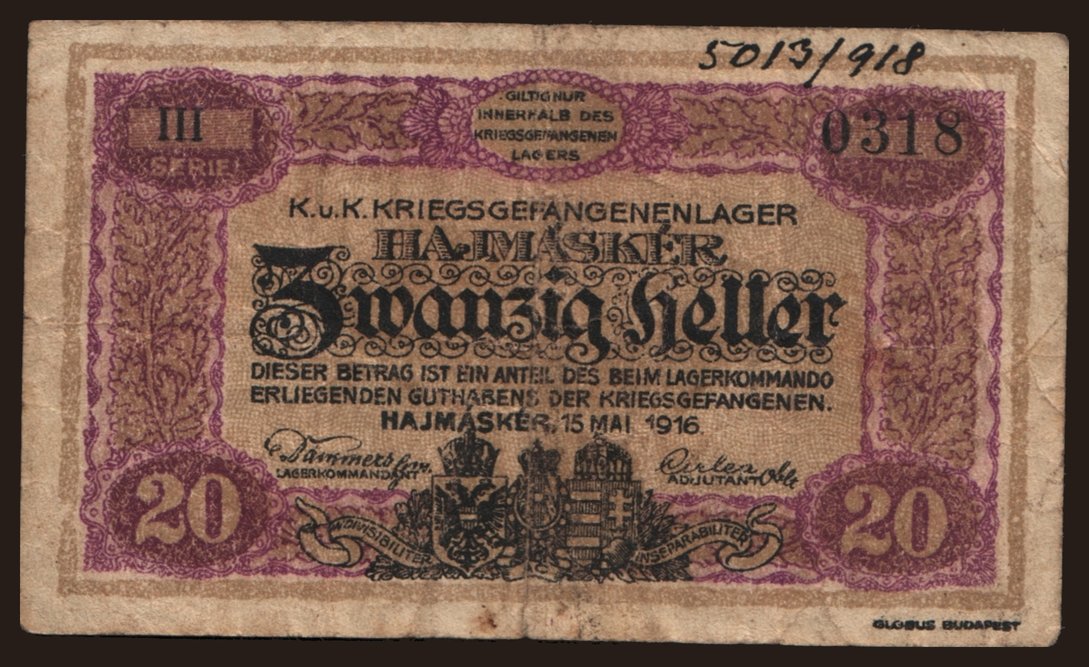 5013/918
III
SERIE
GILTIG NUR
INNERHALB DES
KRIEGSGEFANGENEN
LAGERS
0318
Nº
K.u.K. KRIEGSGEFANGENENLAGER
HAJMÁSKÉR
Zwanzig Heller
DIESER BETRAG IST EIN ANTEIL DES BEIM LAGERKOMMANDO
ERLIEGENDEN GUTHABENS DER KRIEGSGEFANGENEN.
HAJMÁSKÉR, 15 MAI 1916.
LAGERKOMMANDANT
ADJUTANT
20
INDIVISIBILITER
INSEPARABILITER
20
GLOBUS BUDAPEST